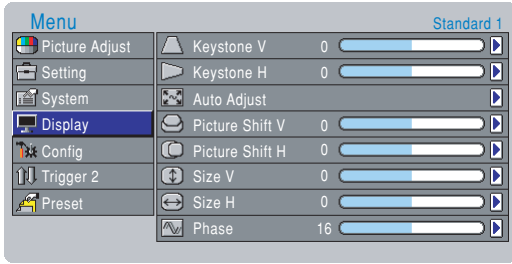 Menu
Standard 1
Picture Adjust
Setting
System
Display
Config
Trigger 2
Preset
Keystone V 0
Keystone H 0
Auto Adjust
Picture Shift V 0
Picture Shift H 0
Size V 0
Size H 0
Phase 16